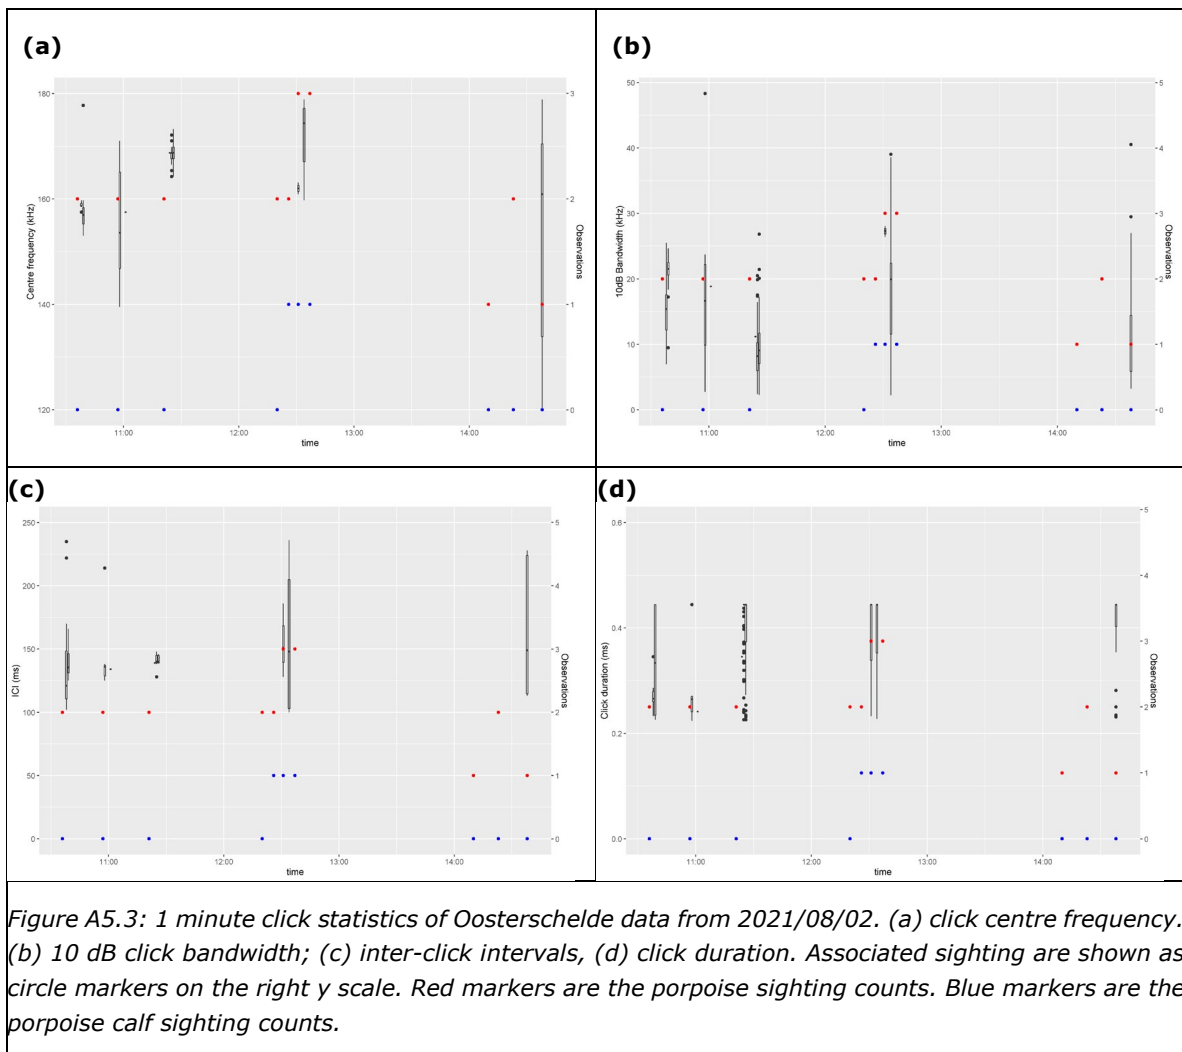 (a)
180
160
140
120
Centre frequency (kHz)
3
2
1
0
Observations
11:00 12:00 13:00 14:00
time
(b)
50
40
30
20
10
0
10dB Bandwidth (kHz)
5
4
3
2
1
0
Observations
11:00 12:00 13:00 14:00
time
(c)
250
200
150
100
50
0
ICI (ms)
5
4
3
2
1
0
Observations
11:00 12:00 13:00 14:00
time
(d)
0.6
0.4
0.2
0.0
Click duration (ms)
5
4
3
2
1
0
Observations
11:00 12:00 13:00 14:00
time
Figure A5.3: 1 minute click statistics of Oosterschelde data from 2021/08/02. (a) click centre frequency.
(b) 10 dB click bandwidth; (c) inter-click intervals, (d) click duration. Associated sighting are shown as
circle markers on the right y scale. Red markers are the porpoise sighting counts. Blue markers are the
porpoise calf sighting counts.